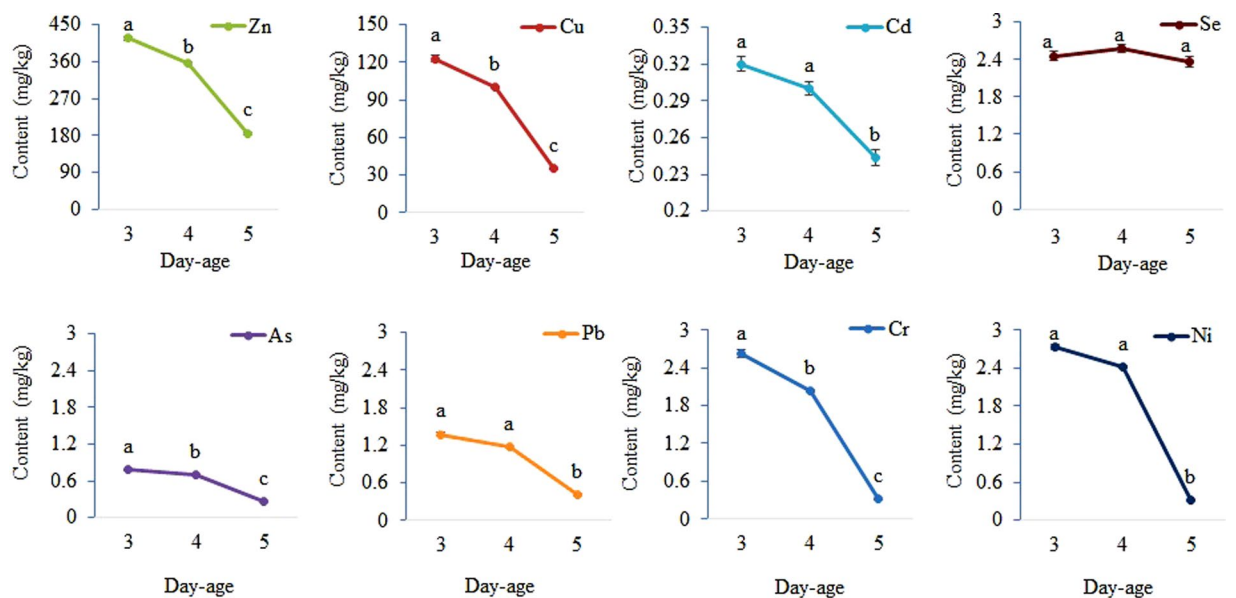 Zn
Content (mg/kg)
450
360
270
180
90
0
a
b
c
3 4 5
Day-age
Cu
Content (mg/kg)
150
120
90
60
30
0
a
b
c
3 4 5
Day-age
Cd
Content (mg/kg)
0.35
0.32
0.29
0.26
0.23
0.2
a
a
b
3 4 5
Day-age
Se
Content (mg/kg)
3
2.4
1.8
1.2
0.6
0
a
a
a
3 4 5
Day-age
As
Content (mg/kg)
3
2.4
1.8
1.2
0.6
0
a
b
c
3 4 5
Day-age
Pb
Content (mg/kg)
3
2.4
1.8
1.2
0.6
0
a
a
b
3 4 5
Day-age
Cr
Content (mg/kg)
3
2.4
1.8
1.2
0.6
0
a
b
c
3 4 5
Day-age
Ni
Content (mg/kg)
3
2.4
1.8
1.2
0.6
0
a
a
b
3 4 5
Day-age